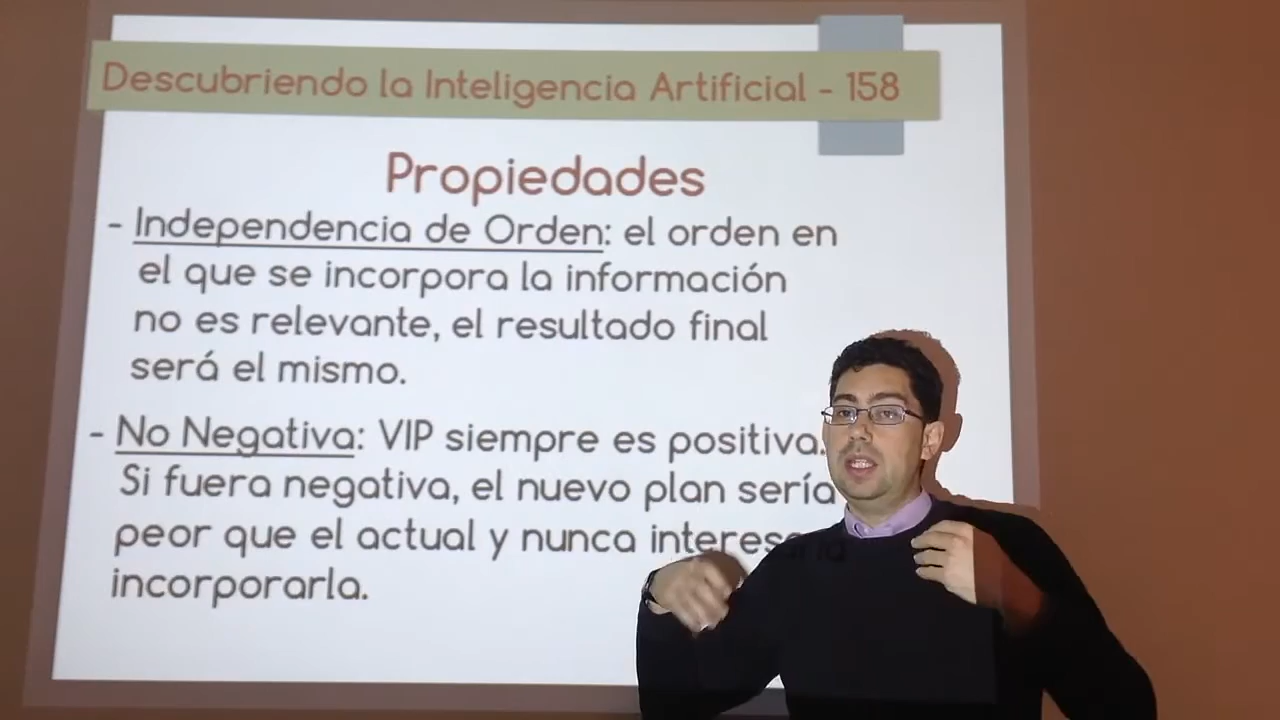 Descubriendo la Inteligencia Artificial - 158
Propiedades
- Independencia de Orden: el orden en
el que se incorpora la información
no es relevante, el resultado final
será el mismo.
- No Negativa: VIP siempre es positiva.
Si fuera negativa, el nuevo plan sería
peor que el actual y nunca interesaría
incorporarla.